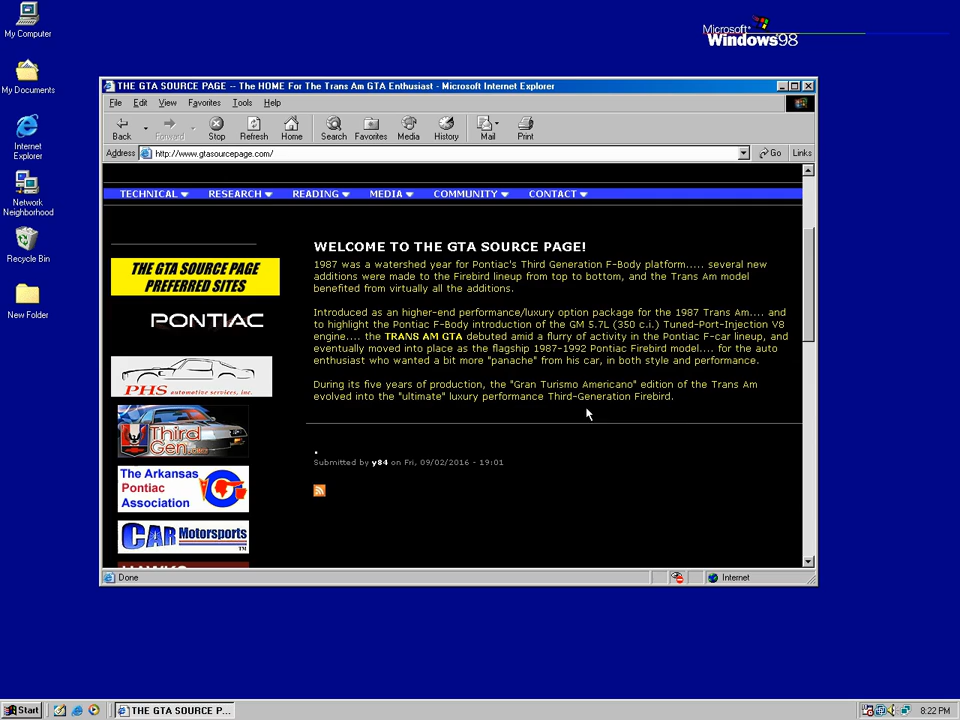 My Computer
Microsoft
Windows 98
My Documents
THE GTA SOURCE PAGE -- The HOME For The Trans Am GTA Enthusiast - Microsoft Internet Explorer
File Edit View Favorites Tools Help
Back Forward Stop Refresh Home Search Favorites Media History Mail Print
Internet
Explorer
Address http://www.gtasourcepage.com/ Go Links
TECHNICAL RESEARCH READING MEDIA COMMUNITY CONTACT
Network
Neighborhood
Recycle Bin
New Folder
THE GTA SOURCE PAGE
PREFERRED SITES
PONTIAC
PHS
automotive services, inc.
Third
Gen.
The Arkansas
Pontiac
Association
CAR Motorsports
TM
HAWKS
WELCOME TO THE GTA SOURCE PAGE!
1987 was a watershed year for Pontiac's Third Generation F-Body platform..... several new
additions were made to the Firebird lineup from top to bottom, and the Trans Am model
benefited from virtually all the additions.
Introduced as an higher-end performance/luxury option package for the 1987 Trans Am.... and
to highlight the Pontiac F-Body introduction of the GM 5.7L (350 c.i.) Tuned-Port-Injection V8
engine.... the TRANS AM GTA debuted amid a flurry of activity in the Pontiac F-car lineup, and
eventually moved into place as the flagship 1987-1992 Pontiac Firebird model.... for the auto
enthusiast who wanted a bit more "panache" from his car, in both style and performance.
During its five years of production, the "Gran Turismo Americano" edition of the Trans Am
evolved into the "ultimate" luxury performance Third-Generation Firebird.
.
Submitted by y84 on Fri, 09/02/2016 - 19:01
Done
Internet
Start THE GTA SOURCE P... 8:22 PM